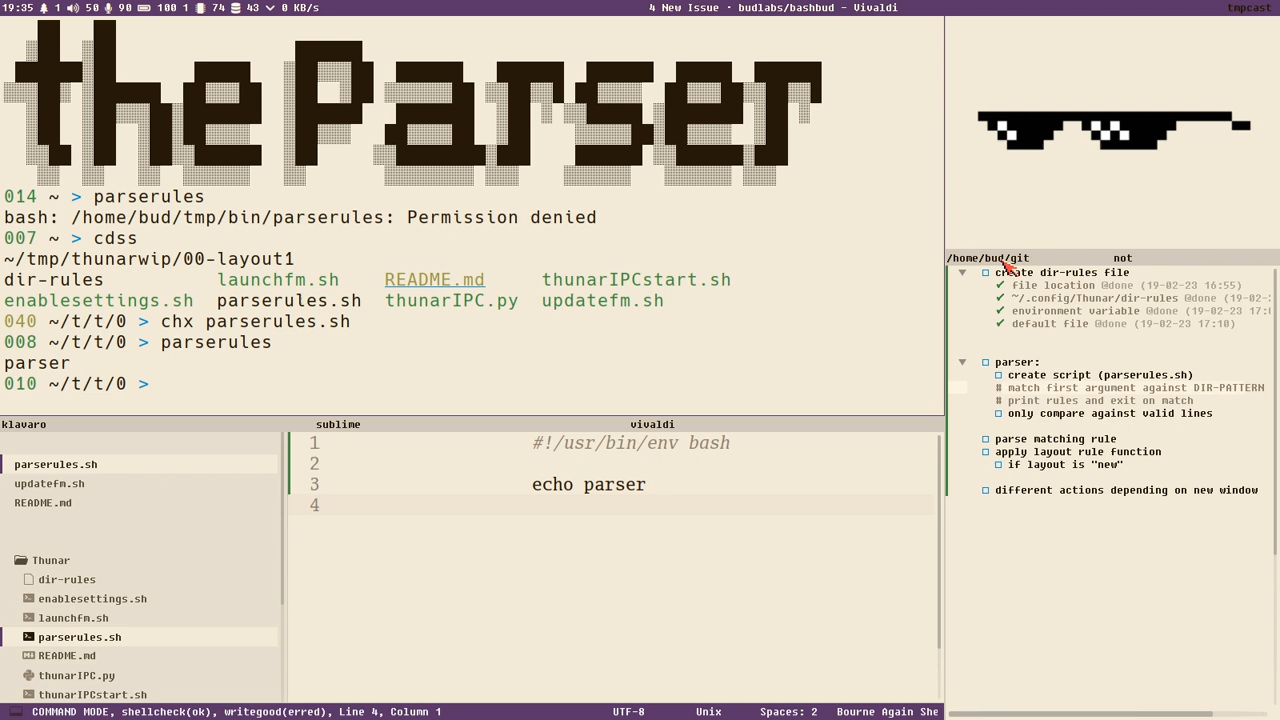 19:35 1 50 90 100 1 74 43 0 KB/s 4 New Issue · budlabs/bashbud - Vivaldi tmpcast
the parser
014 ~ > parserules
bash: /home/bud/tmp/bin/parserules: Permission denied
007 ~ > cdss
~/tmp/thunarwip/00-layout1
dir-rules launchfm.sh README.md thunarIPCstart.sh
enablesettings.sh parserules.sh thunarIPC.py updatefm.sh
040 ~/t/t/0 > chx parserules.sh
008 ~/t/t/0 > parserules
parser
010 ~/t/t/0 >
/home/bud/git not
create dir-rules file
✔ file location @done (19-02-23 16:55)
✔ ~/.config/Thunar/dir-rules @done (19-02-
✔ environment variable @done (19-02-23 17:
✔ default file @done (19-02-23 17:10)
parser:
create script (parserules.sh)
# match first argument against DIR-PATTERN
# print rules and exit on match
only compare against valid lines
parse matching rule
apply layout rule function
if layout is "new"
different actions depending on new window
klavaro sublime vivaldi
parserules.sh
updatefm.sh
README.md
Thunar
dir-rules
enablesettings.sh
launchfm.sh
parserules.sh
README.md
thunarIPC.py
thunarIPCstart.sh
1 #!/usr/bin/env bash
2
3 echo parser
4
COMMAND MODE, shellcheck(ok), writegood(erred), Line 4, Column 1 UTF-8 Unix Spaces: 2 Bourne Again She